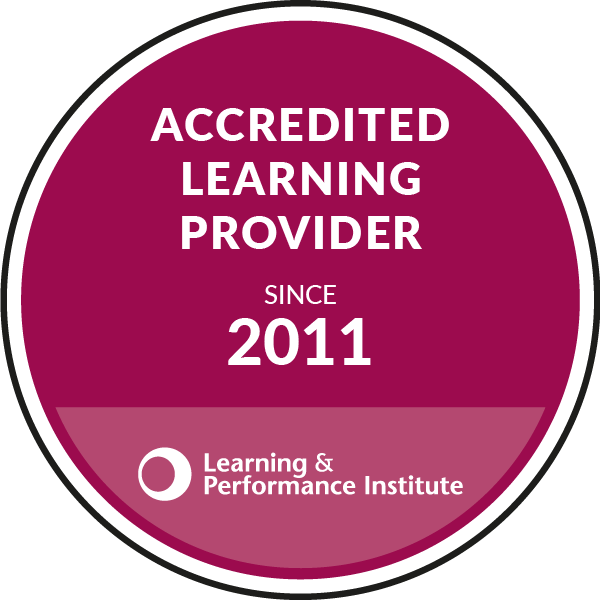 ACCREDITED
LEARNING
PROVIDER
SINCE
2011
Learning &
Performance Institute